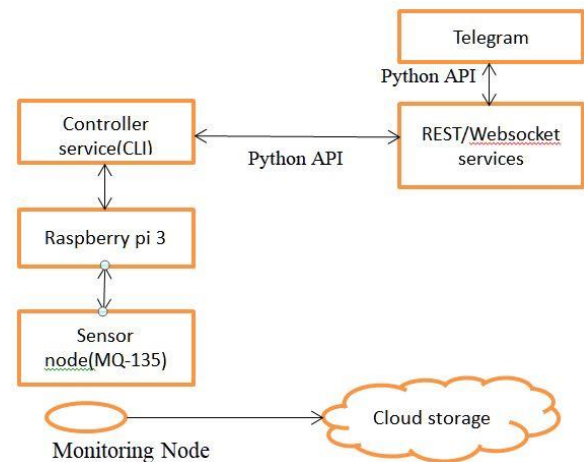 Telegram
Python API
Controller
service(CLI)
Python API
REST/Websocket
services
Raspberry pi 3
Sensor
node(MQ-135)
Cloud storage
Monitoring Node